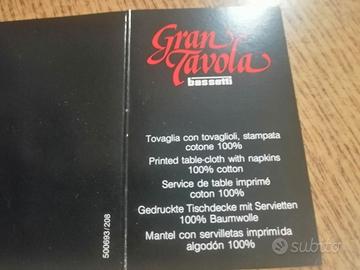 Gran
Tavola
bassetti
Tovaglia con tovaglioli, stampata
cotone 100%
Printed table-cloth with napkins
100% cotton
Service de table imprimé
coton 100%
Gedruckte Tischdecke mit Servietten
100% Baumwolle
Mantel con servilletas imprimida
algodón 100%
500693/208
subito